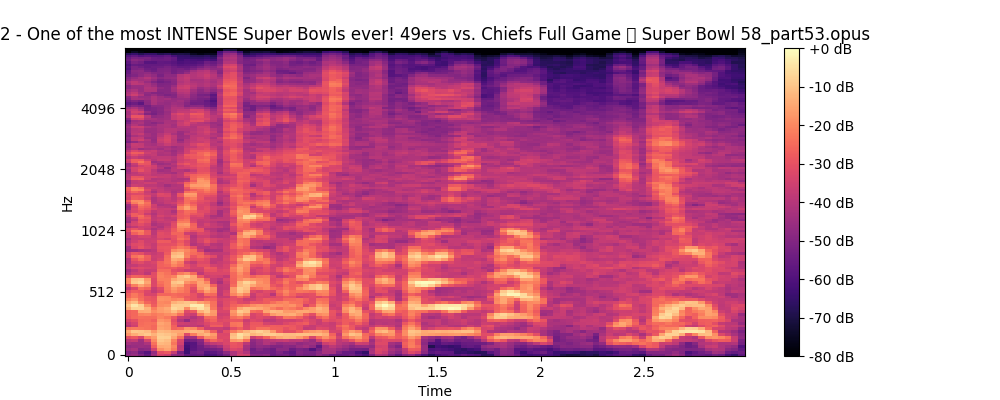 2 - One of the most INTENSE Super Bowls ever! 49ers vs. Chiefs Full Game 🏈 Super Bowl 58_part53.opus
+0 dB
4096
-10 dB
-20 dB
2048
-30 dB
Hz
-40 dB
1024
-50 dB
512
-60 dB
-70 dB
0
-80 dB
0 0.5 1 1.5 2 2.5
Time